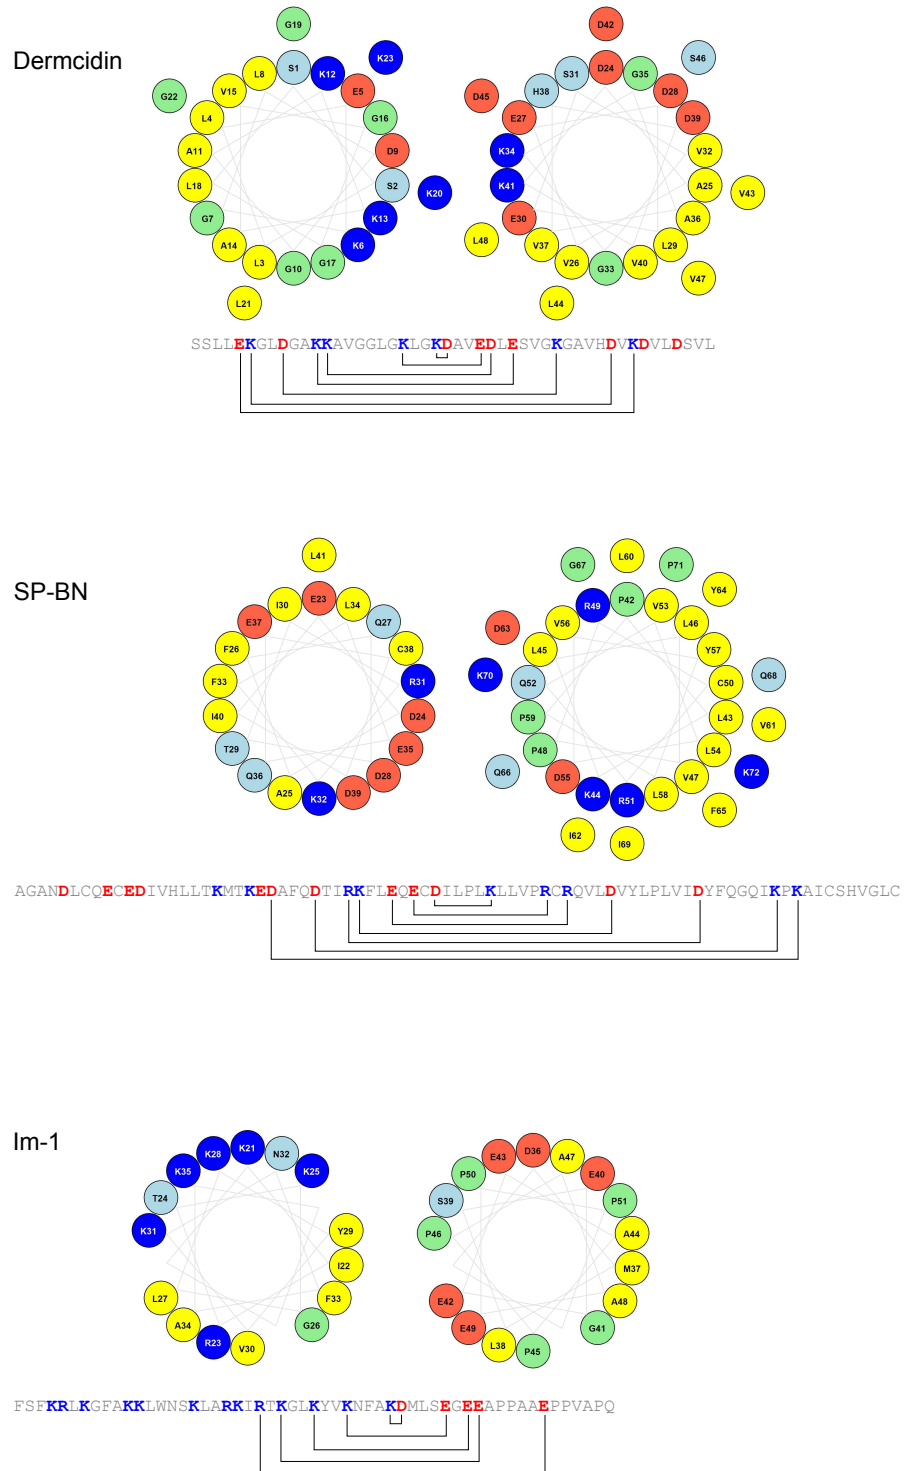 Dermcidin
G19
K23
G22
S1
K12
L8
E5
V15
G16
L4
D9
A11
S2
L18
K20
K13
G7
K6
A14
G17
L3
G10
L21
D42
S46
D45
D24
G35
S31
D28
H38
D39
E27
V32
K34
A25
K41
V43
A36
E30
L29
V37
L48
V40
V26
G33
V47
L44
SSLLEKGLDGAKKAVGGLGKLGKDAVEDLESVGKGAVHDVKDVLDSVL
SP-BN
L41
E23
L34
I30
Q27
E37
C38
F26
R31
F33
D24
I40
E35
T29
D28
Q36
D39
A25
K32
L60
P71
G67
Y64
P42
V53
R49
L46
V56
Y57
L45
D63
C50
Q52
Q68
K70
L43
P59
V61
L54
P48
V47
D55
K72
Q66
L58
K44
R51
F65
I62
I69
AGANDLCQECEDIVHLLTKMTKEDAFQDTIRKFLEQECDILPLKLLVPRCRQVLDVYLPLVIDYFQGQIKPKAICSHVGLC
Im-1
K21
N32
K28
K25
K35
T24
K31
Y29
I22
L27
F33
A34
G26
R23
V30
D36
A47
E43
E40
P50
P51
S39
A44
P46
M37
E42
A48
E49
G41
L38
P45
FSFKRLKGFAKKLWNSKLARKIRTKGLKYVKNFAKDMLSEGEEAPPAAEPPVAPQ